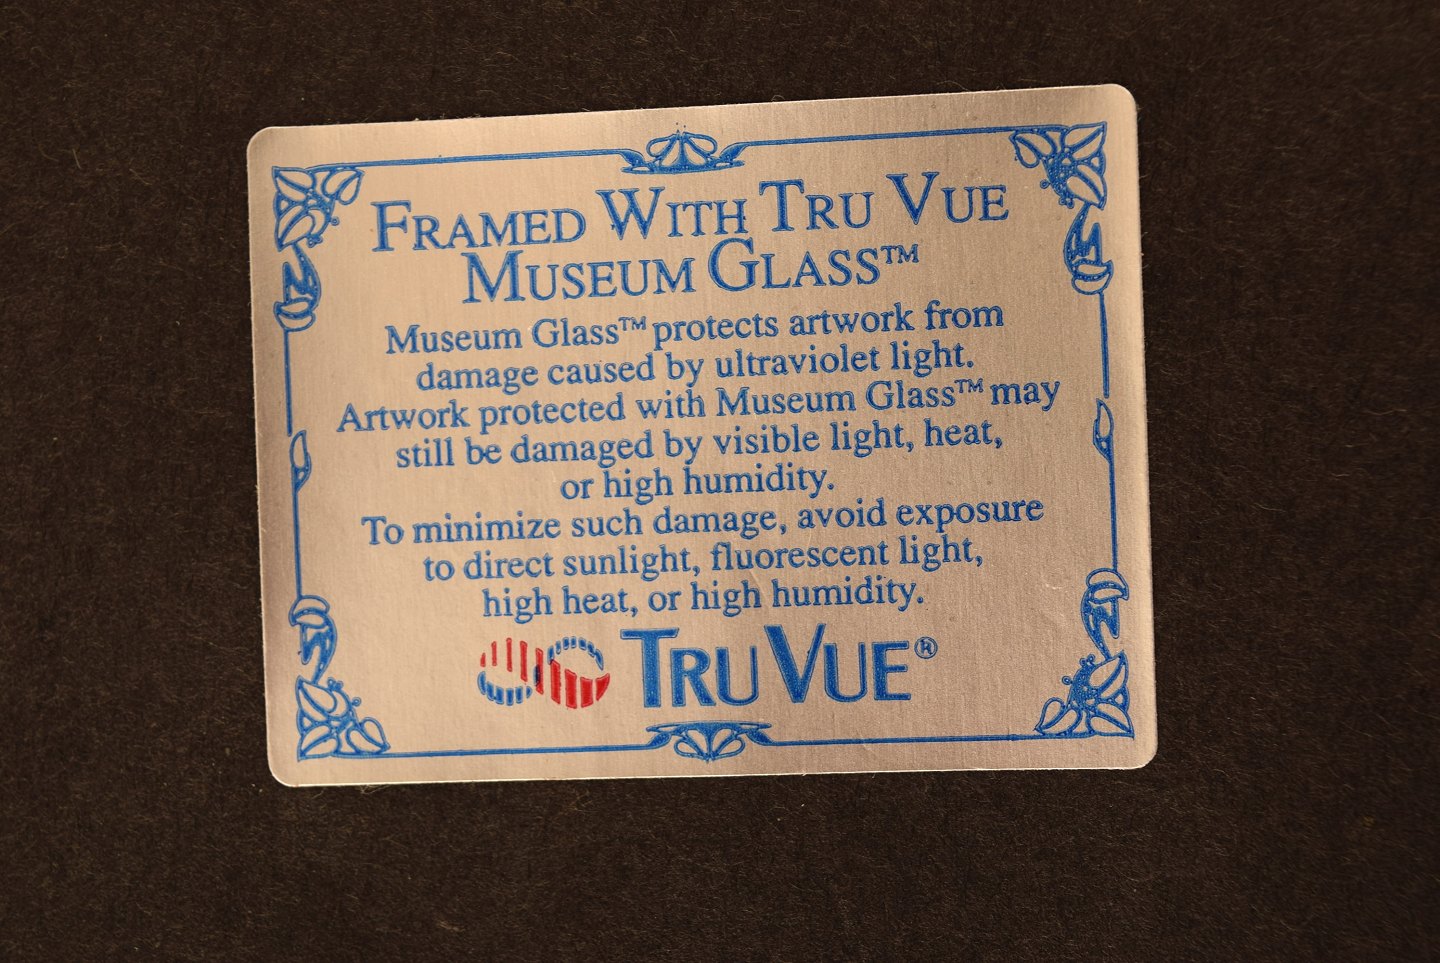 FRAMED WITH TRU VUE
MUSEUM GLASS™
Museum Glass™ protects artwork from
damage caused by ultraviolet light.
Artwork protected with Museum Glass™ may
still be damaged by visible light, heat,
or high humidity.
To minimize such damage, avoid exposure
to direct sunlight, fluorescent light,
high heat, or high humidity.
TRU VUE®